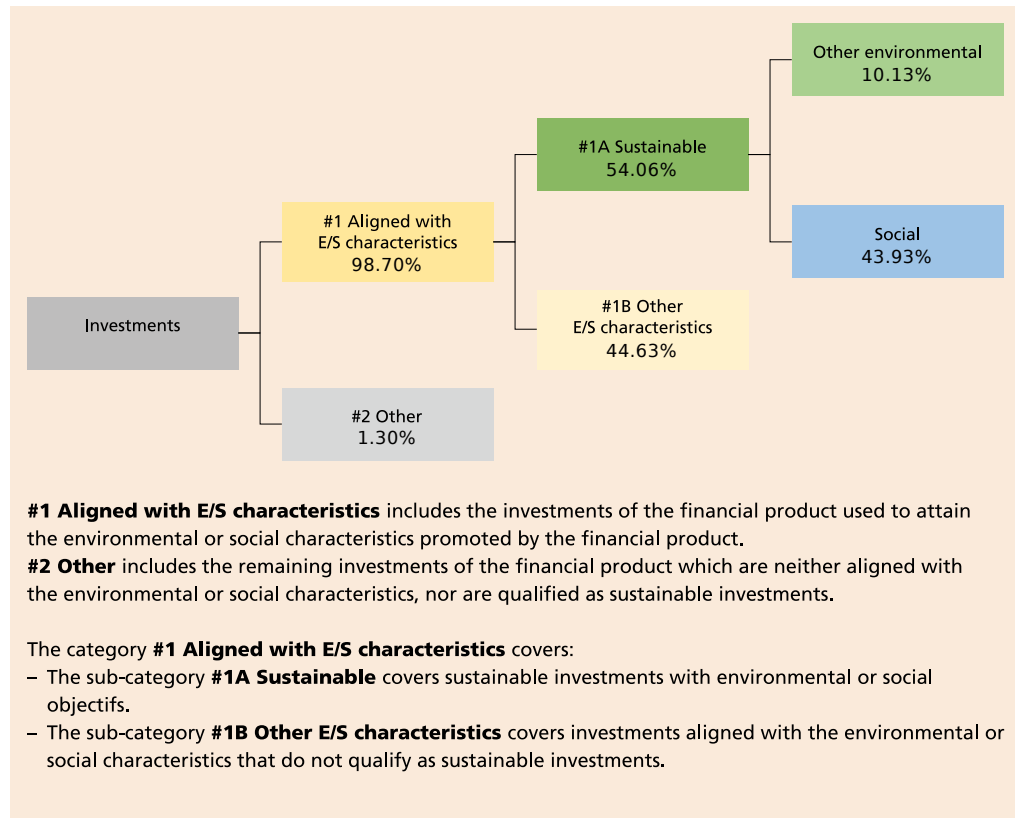 Other environmental
10.13%
#1A Sustainable
54.06%
#1 Aligned with
E/S characteristics
98.70%
Social
43.93%
Investments
#1B Other
E/S characteristics
44.63%
#2 Other
1.30%
#1 Aligned with E/S characteristics includes the investments of the financial product used to attain
the environmental or social characteristics promoted by the financial product.
#2 Other includes the remaining investments of the financial product which are neither aligned with
the environmental or social characteristics, nor are qualified as sustainable investments.
The category #1 Aligned with E/S characteristics covers:
– The sub-category #1A Sustainable covers sustainable investments with environmental or social
objectifs.
– The sub-category #1B Other E/S characteristics covers investments aligned with the environmental or
social characteristics that do not qualify as sustainable investments.